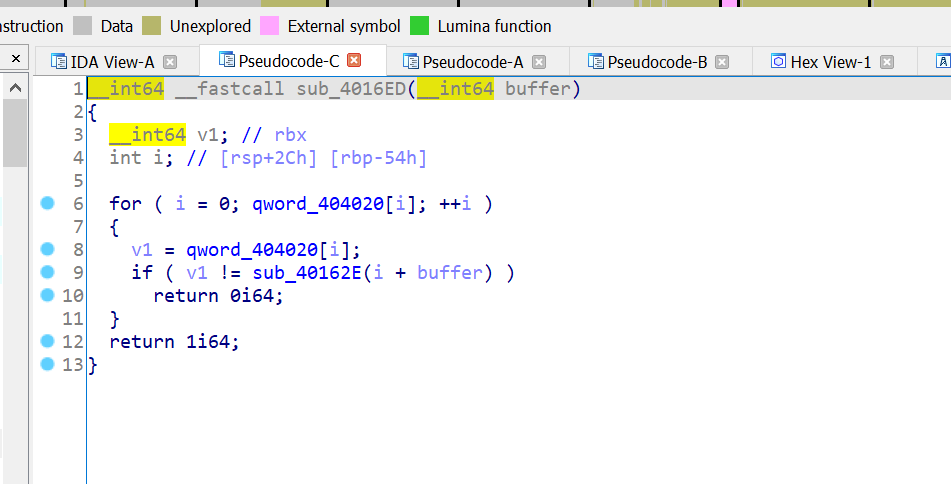 nstruction Data Unexplored External symbol Lumina function
× IDA View-A Pseudocode-C Pseudocode-A Pseudocode-B Hex View-1 A
1 __int64 __fastcall sub_4016ED(__int64 buffer)
2 {
3 __int64 v1; // rbx
4 int i; // [rsp+2Ch] [rbp-54h]
5
6 for ( i = 0; qword_404020[i]; ++i )
7 {
8 v1 = qword_404020[i];
9 if ( v1 != sub_40162E(i + buffer) )
10 return 0i64;
11 }
12 return 1i64;
13 }